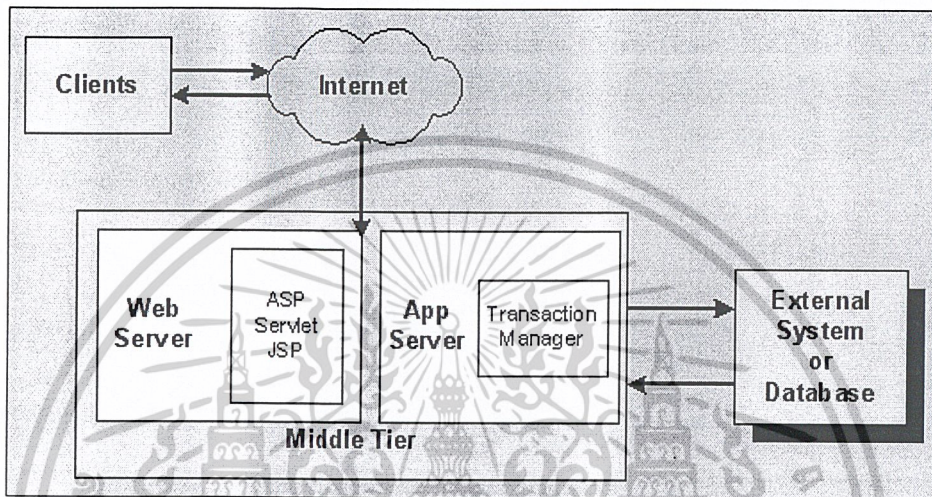 Clients
Internet
Web
Server
ASP
Servlet
JSP
App
Server
Transaction
Manager
Middle Tier
External
System
or
Database